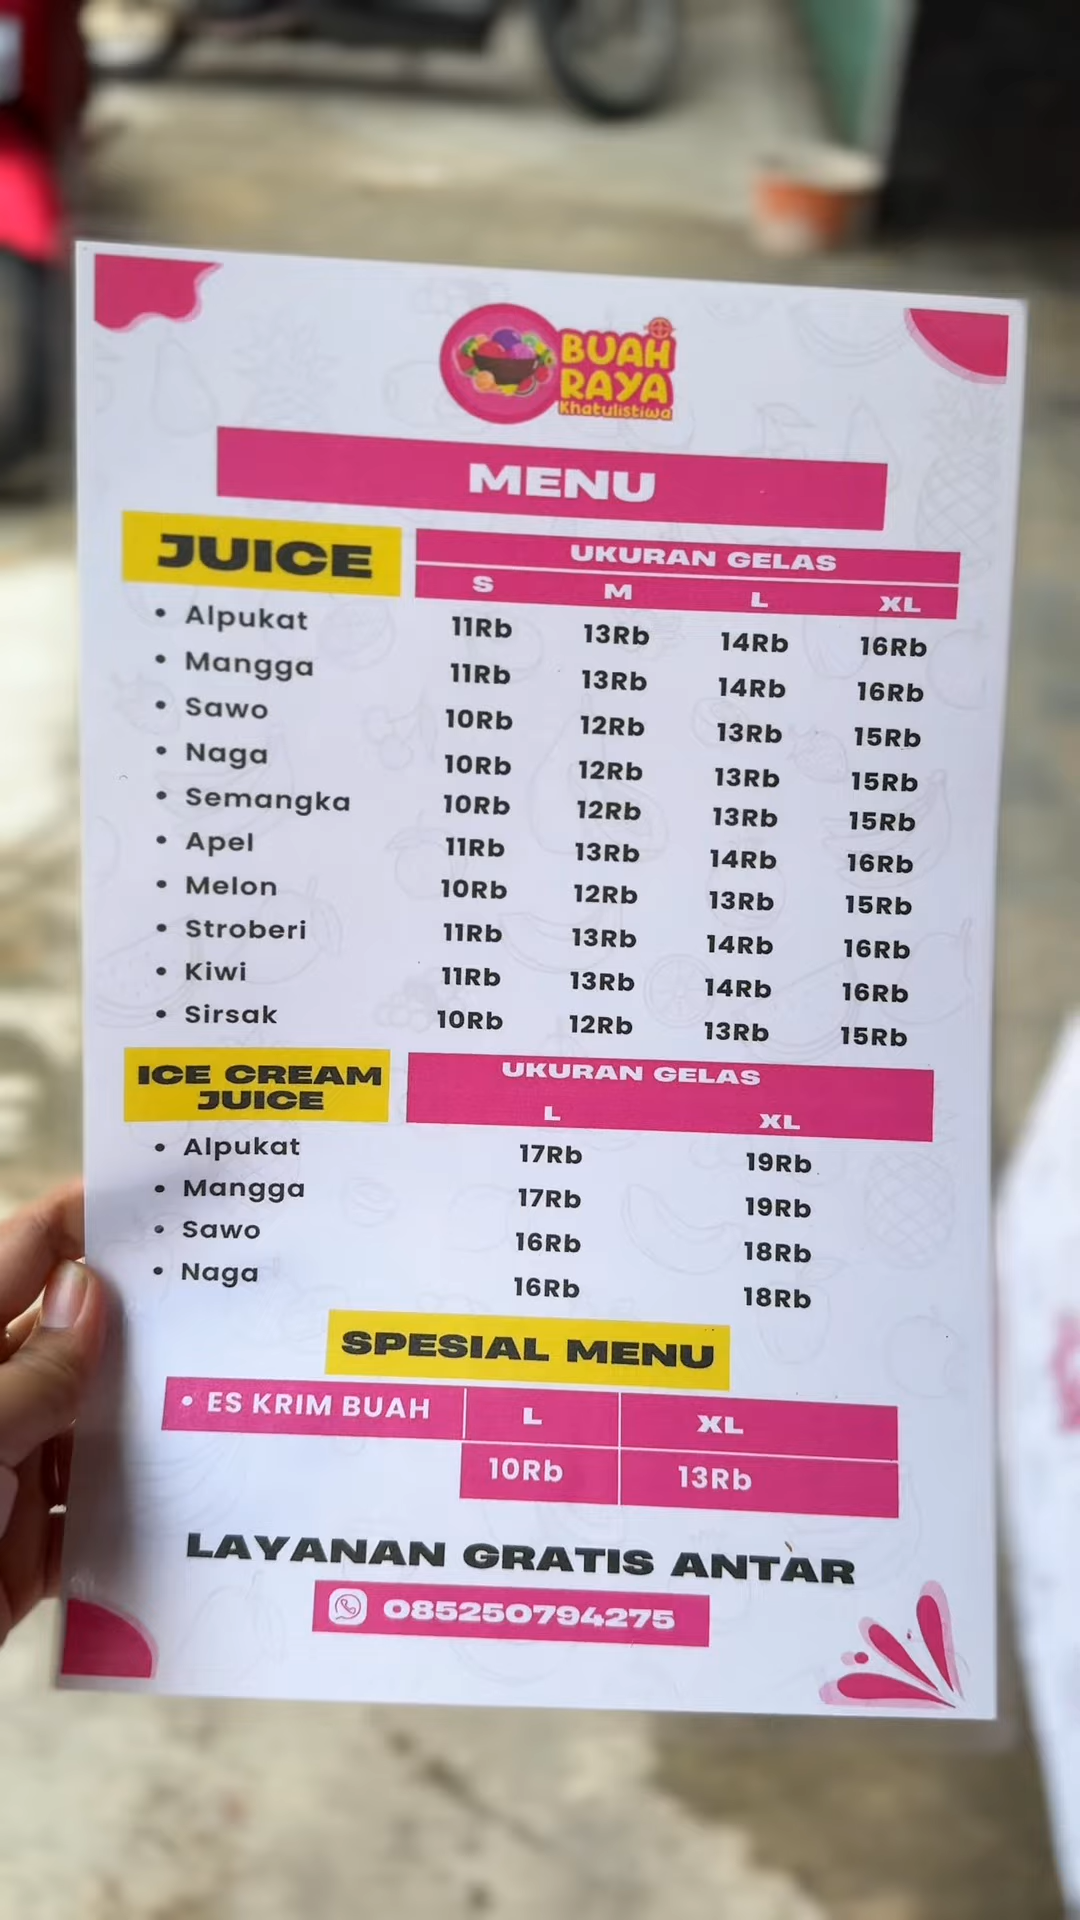 BUAH
RAYA
Khatulistiwa
MENU
JUICE
UKURAN GELAS
S M L XL
• Alpukat 11Rb 13Rb 14Rb 16Rb
• Mangga 11Rb 13Rb 14Rb 16Rb
• Sawo 10Rb 12Rb 13Rb 15Rb
• Naga 10Rb 12Rb 13Rb 15Rb
• Semangka 10Rb 12Rb 13Rb 15Rb
• Apel 11Rb 13Rb 14Rb 16Rb
• Melon 10Rb 12Rb 13Rb 15Rb
• Stroberi 11Rb 13Rb 14Rb 16Rb
• Kiwi 11Rb 13Rb 14Rb 16Rb
• Sirsak 10Rb 12Rb 13Rb 15Rb
ICE CREAM
JUICE
UKURAN GELAS
L XL
• Alpukat 17Rb 19Rb
• Mangga 17Rb 19Rb
• Sawo 16Rb 18Rb
• Naga 16Rb 18Rb
SPESIAL MENU
• ES KRIM BUAH L XL
10Rb 13Rb
LAYANAN GRATIS ANTAR
085250794275